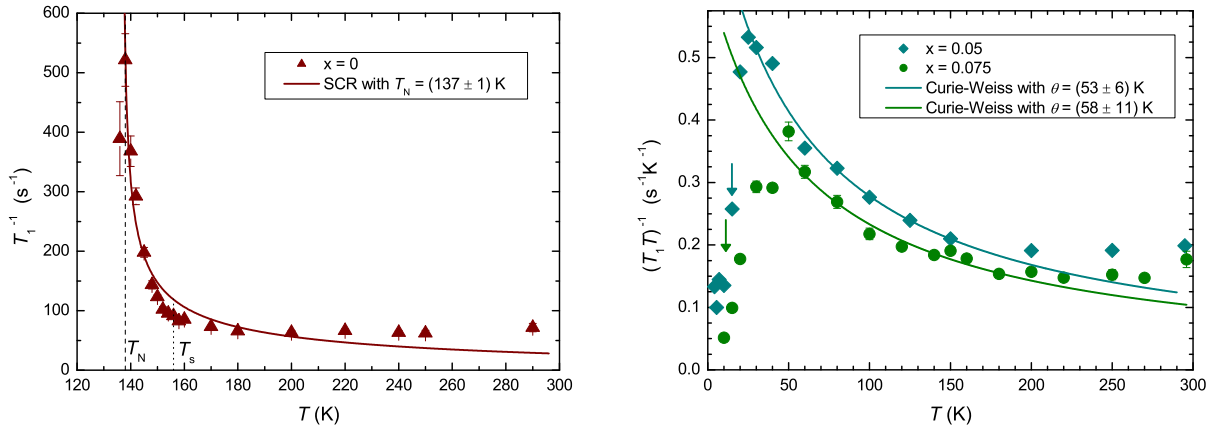 600
500
400
300
200
100
0
T₁⁻¹ (s⁻¹)
x = 0
SCR with T_N = (137 ± 1) K
T_N
T_s
120 140 160 180 200 220 240 260 280 300
T (K)
0.5
0.4
0.3
0.2
0.1
0.0
(T₁T)⁻¹ (s⁻¹K⁻¹)
x = 0.05
x = 0.075
Curie-Weiss with θ = (53 ± 6) K
Curie-Weiss with θ = (58 ± 11) K
0 50 100 150 200 250 300
T (K)